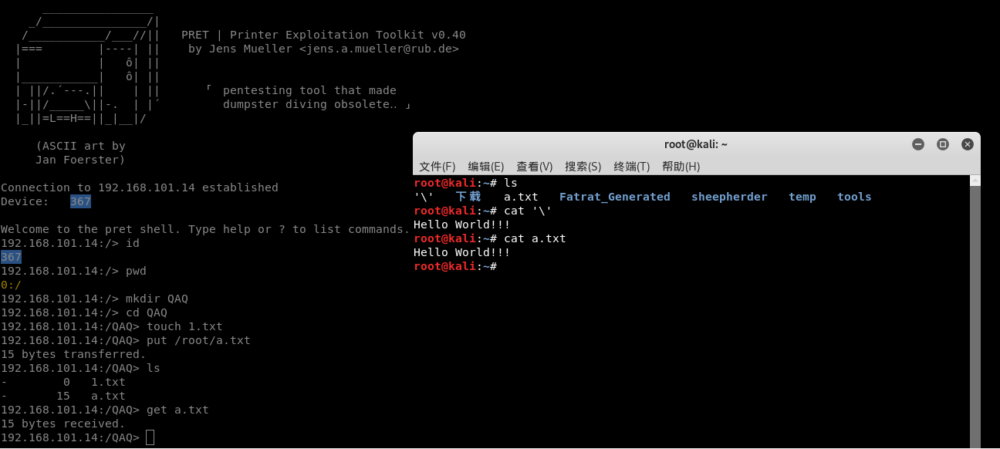 PRET | Printer Exploitation Toolkit v0.40
by Jens Mueller <jens.a.mueller@rub.de>
「 pentesting tool that made
dumpster diving obsolete‥ 」
(ASCII art by
Jan Foerster)
Connection to 192.168.101.14 established
Device:   367
Welcome to the pret shell. Type help or ? to list commands.
192.168.101.14:/> id
367
192.168.101.14:/> pwd
0:/
192.168.101.14:/> mkdir QAQ
192.168.101.14:/> cd QAQ
192.168.101.14:/QAQ> touch 1.txt
192.168.101.14:/QAQ> put /root/a.txt
15 bytes transferred.
192.168.101.14:/QAQ> ls
-        0   1.txt
-       15   a.txt
192.168.101.14:/QAQ> get a.txt
15 bytes received.
192.168.101.14:/QAQ>
root@kali: ~
文件(F) 编辑(E) 查看(V) 搜索(S) 终端(T) 帮助(H)
root@kali:~# ls
'\'   下载   a.txt   Fatrat_Generated   sheepherder   temp   tools
root@kali:~# cat '\'
Hello World!!!
root@kali:~# cat a.txt
Hello World!!!
root@kali:~#